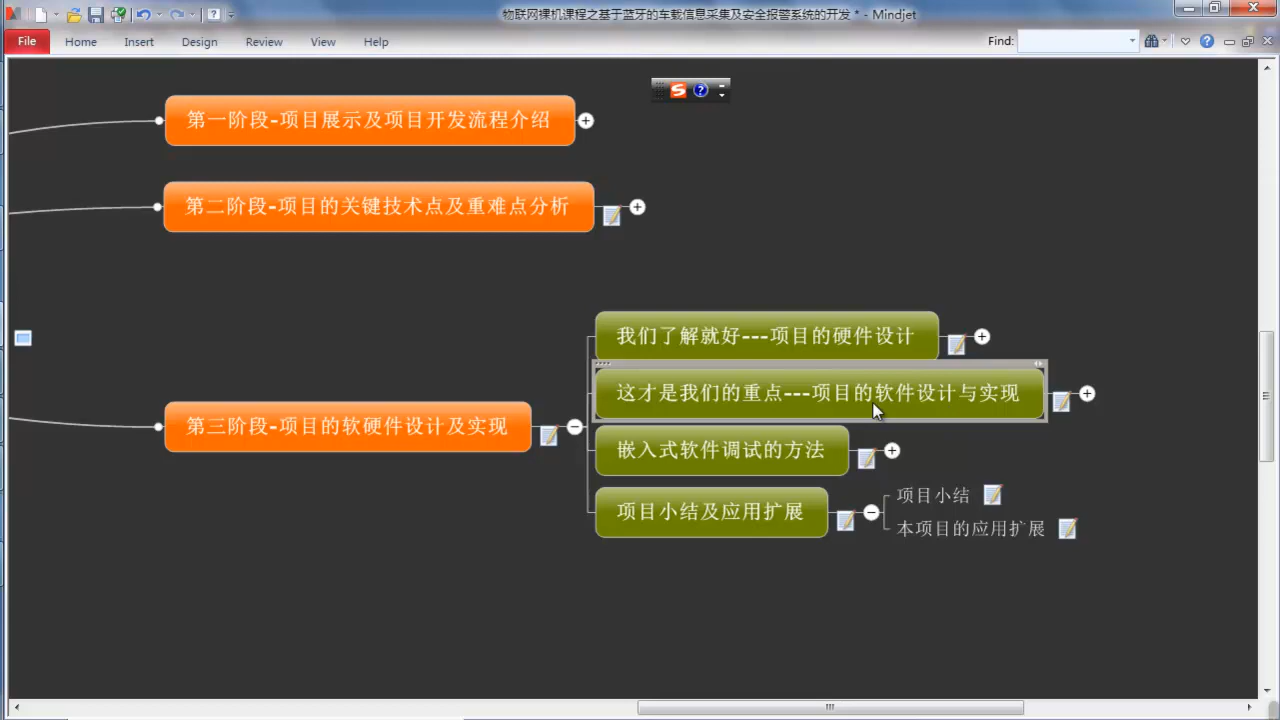 物联网裸机课程之基于蓝牙的车载信息采集及安全报警系统的开发 * - Mindjet
File Home Insert Design Review View Help Find:
第一阶段-项目展示及项目开发流程介绍
第二阶段-项目的关键技术点及重难点分析
我们了解就好---项目的硬件设计
这才是我们的重点---项目的软件设计与实现
第三阶段-项目的软硬件设计及实现
嵌入式软件调试的方法
项目小结及应用扩展
项目小结
本项目的应用扩展